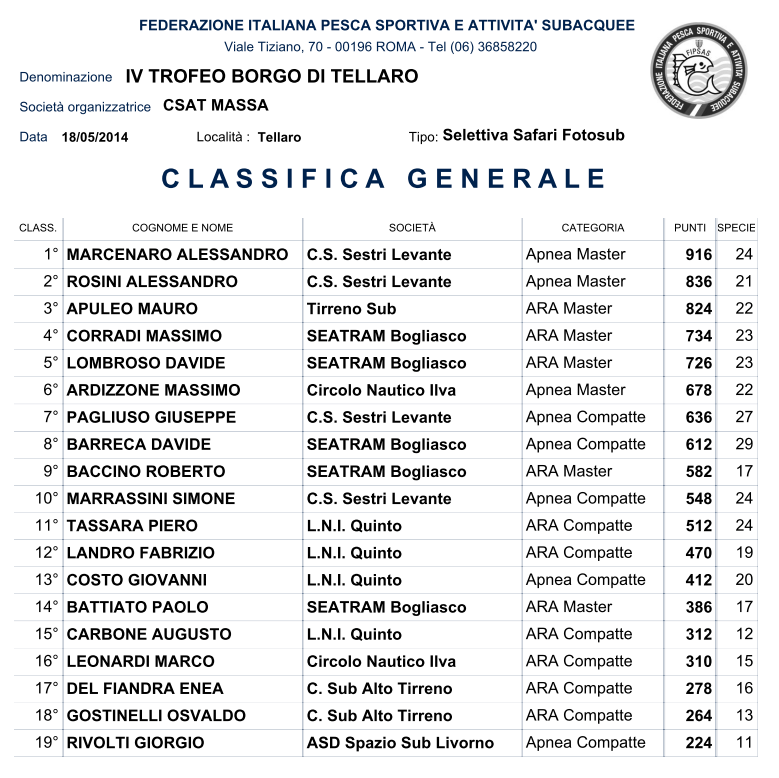 FEDERAZIONE ITALIANA PESCA SPORTIVA E ATTIVITA' SUBACQUEE
Viale Tiziano, 70 - 00196 ROMA - Tel (06) 36858220
FEDERAZIONE ITALIANA PESCA SPORTIVA E ATTIVITÀ SUBACQUEE
FIPSAS
Denominazione IV TROFEO BORGO DI TELLARO
Società organizzatrice CSAT MASSA
Data 18/05/2014 Località : Tellaro Tipo: Selettiva Safari Fotosub
CLASSIFICA GENERALE
CLASS. COGNOME E NOME SOCIETÀ CATEGORIA PUNTI SPECIE
1° MARCENARO ALESSANDRO C.S. Sestri Levante Apnea Master 916 24
2° ROSINI ALESSANDRO C.S. Sestri Levante Apnea Master 836 21
3° APULEO MAURO Tirreno Sub ARA Master 824 22
4° CORRADI MASSIMO SEATRAM Bogliasco ARA Master 734 23
5° LOMBROSO DAVIDE SEATRAM Bogliasco ARA Master 726 23
6° ARDIZZONE MASSIMO Circolo Nautico Ilva Apnea Master 678 22
7° PAGLIUSO GIUSEPPE C.S. Sestri Levante Apnea Compatte 636 27
8° BARRECA DAVIDE SEATRAM Bogliasco Apnea Compatte 612 29
9° BACCINO ROBERTO SEATRAM Bogliasco ARA Master 582 17
10° MARRASSINI SIMONE C.S. Sestri Levante Apnea Compatte 548 24
11° TASSARA PIERO L.N.I. Quinto ARA Compatte 512 24
12° LANDRO FABRIZIO L.N.I. Quinto ARA Compatte 470 19
13° COSTO GIOVANNI L.N.I. Quinto Apnea Compatte 412 20
14° BATTIATO PAOLO SEATRAM Bogliasco ARA Master 386 17
15° CARBONE AUGUSTO L.N.I. Quinto ARA Compatte 312 12
16° LEONARDI MARCO Circolo Nautico Ilva ARA Compatte 310 15
17° DEL FIANDRA ENEA C. Sub Alto Tirreno ARA Compatte 278 16
18° GOSTINELLI OSVALDO C. Sub Alto Tirreno ARA Compatte 264 13
19° RIVOLTI GIORGIO ASD Spazio Sub Livorno Apnea Compatte 224 11